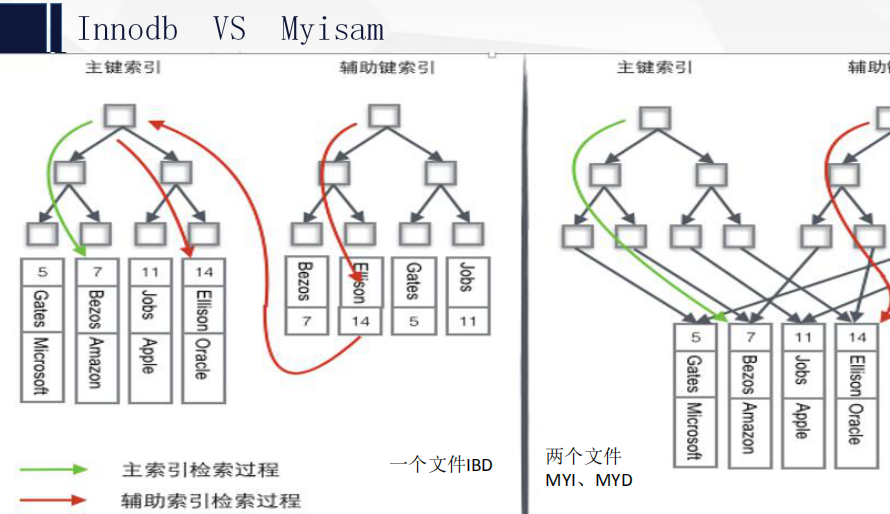 Innodb VS Myisam
主键索引
辅助键索引
5
Gates
Microsoft
7
Bezos
Amazon
11
Jobs
Apple
14
Ellison
Oracle
Bezos
7
Ellison
14
Gates
5
Jobs
11
主索引检索过程
辅助索引检索过程
一个文件IBD
主键索引
辅助
5
Gates
Microsoft
7
Bezos
Amazon
11
Jobs
Apple
14
Ellison
Oracle
两个文件
MYI、MYD